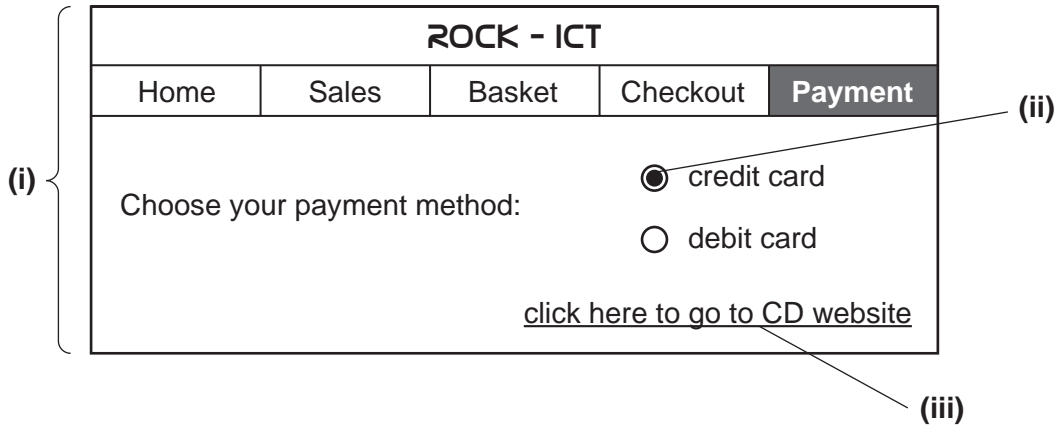 ROCK - ICT
Home Sales Basket Checkout Payment
(ii)
(i)
credit card
Choose your payment method:
debit card
click here to go to CD website
(iii)